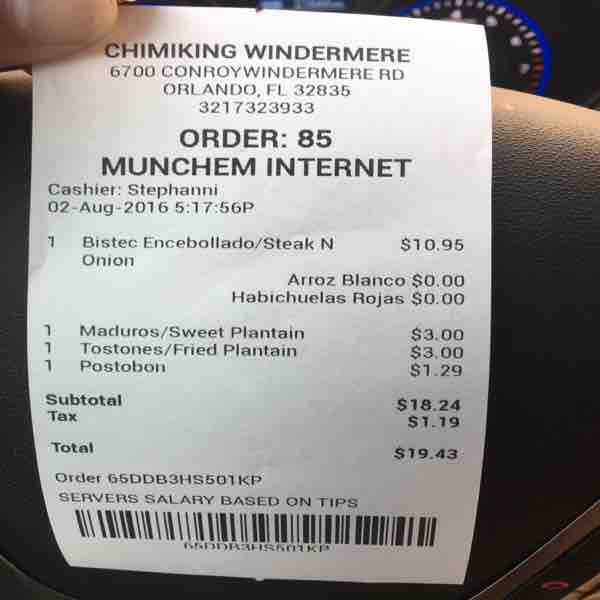 CHIMIKING WINDERMERE
6700 CONROYWINDERMERE RD
ORLANDO, FL 32835
3217323933
ORDER: 85
MUNCHEM INTERNET
Cashier: Stephanni
02-Aug-2016 5:17:56P
1 Bistec Encebollado/Steak N $10.95
Onion
Arroz Blanco $0.00
Habichuelas Rojas $0.00
1 Maduros/Sweet Plantain $3.00
1 Tostones/Fried Plantain $3.00
1 Postobon $1.29
Subtotal $18.24
Tax $1.19
Total $19.43
Order 65DDB3HS501KP
SERVERS SALARY BASED ON TIPS
65DDB3HS501KP